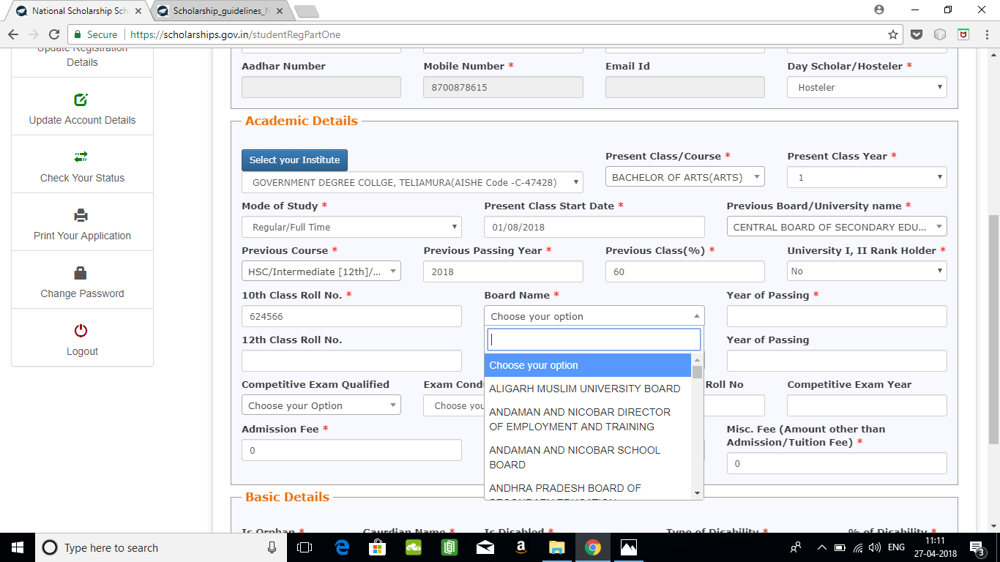 National Scholarship Sch
Scholarship_guidelines_N
Secure
https://scholarships.gov.in/studentRegPartOne
Update Registration
Details
Update Account Details
Check Your Status
Print Your Application
Change Password
Logout
Aadhar Number
Mobile Number *
Email Id
Day Scholar/Hosteler *
8700878615
Hosteler
Academic Details
Select your Institute
Present Class/Course *
Present Class Year *
GOVERNMENT DEGREE COLLGE, TELIAMURA(AISHE Code -C-47428)
BACHELOR OF ARTS(ARTS)
1
Mode of Study *
Present Class Start Date *
Previous Board/University name *
Regular/Full Time
01/08/2018
CENTRAL BOARD OF SECONDARY EDU...
Previous Course *
Previous Passing Year *
Previous Class(%) *
University I, II Rank Holder *
HSC/Intermediate [12th]/...
2018
60
No
10th Class Roll No. *
Board Name *
Year of Passing *
624566
Choose your option
12th Class Roll No.
Year of Passing
Choose your option
ALIGARH MUSLIM UNIVERSITY BOARD
ANDAMAN AND NICOBAR DIRECTOR
OF EMPLOYMENT AND TRAINING
ANDAMAN AND NICOBAR SCHOOL
BOARD
ANDHRA PRADESH BOARD OF
SECONDARY EDUCATION
Competitive Exam Qualified
Exam Condu
Roll No
Competitive Exam Year
Choose your Option
Choose you
Admission Fee *
Misc. Fee (Amount other than
Admission/Tuition Fee) *
0
0
Basic Details
Is Orphan *
Gaurdian Name *
Is Disabled *
Type of Disability *
% of Disability *
Type here to search
ENG
11:11
27-04-2018
3